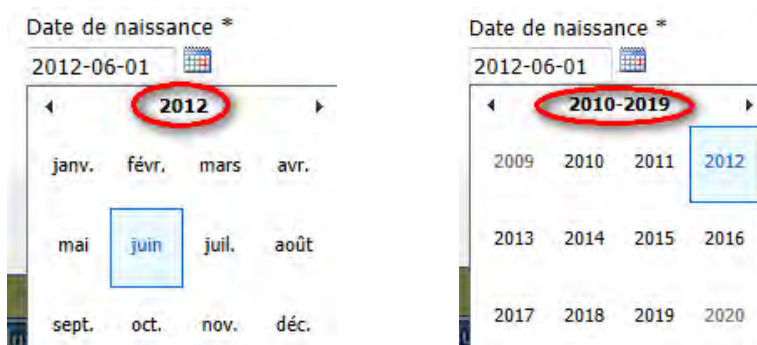 Date de naissance *
2012-06-01
2012
janv. févr. mars avr.
mai juin juil. août
sept. oct. nov. déc.
Date de naissance *
2012-06-01
2010-2019
2009 2010 2011 2012
2013 2014 2015 2016
2017 2018 2019 2020